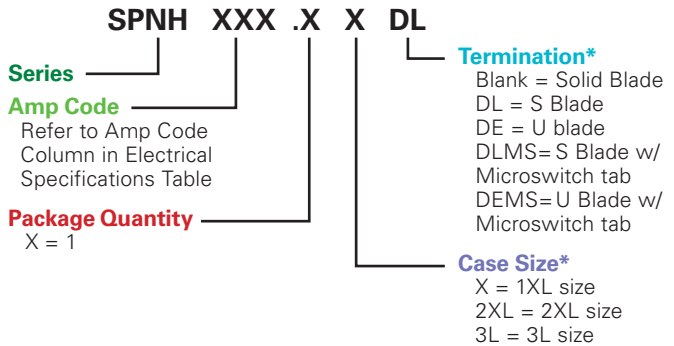 SPNH XXX .X X DL
Series
Amp Code
Refer to Amp Code
Column in Electrical
Specifications Table
Package Quantity
X = 1
Termination*
Blank = Solid Blade
DL = S Blade
DE = U blade
DLMS= S Blade w/
Microswitch tab
DEMS= U Blade w/
Microswitch tab
Case Size*
X = 1XL size
2XL = 2XL size
3L = 3L size